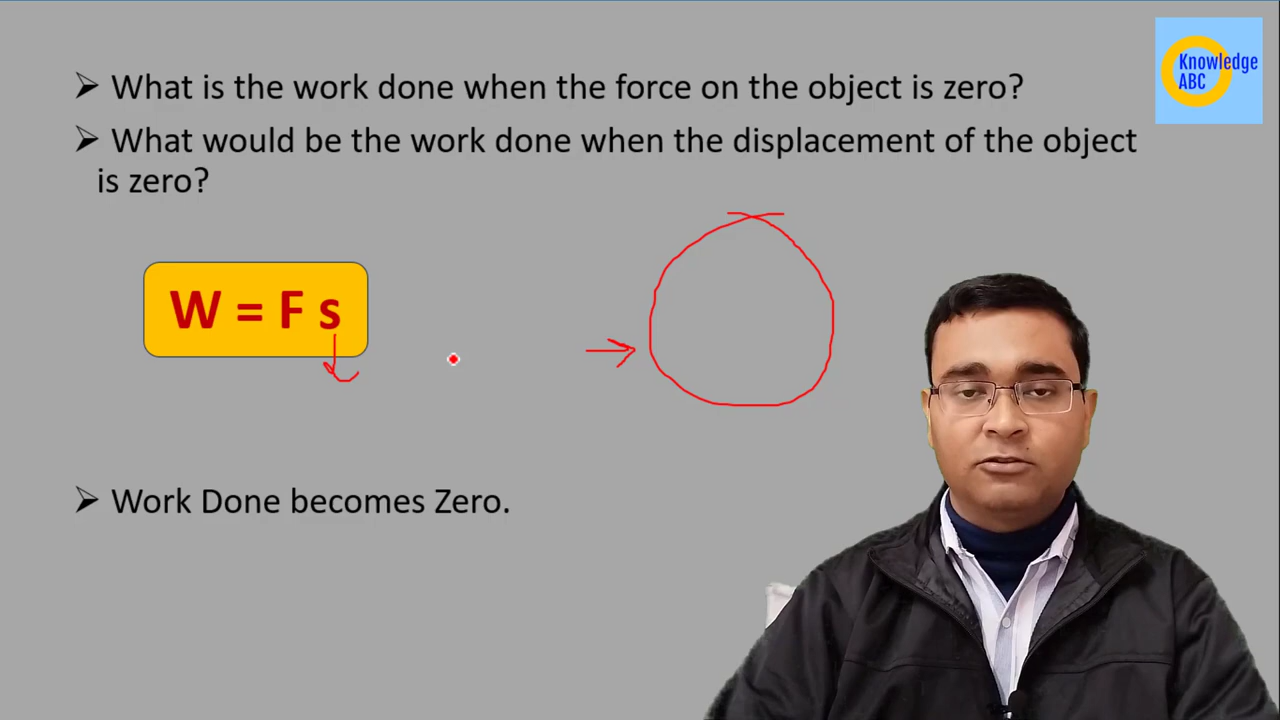 ➢ What is the work done when the force on the object is zero?
➢ What would be the work done when the displacement of the object
is zero?
W = F s
➢ Work Done becomes Zero.
Knowledge
ABC